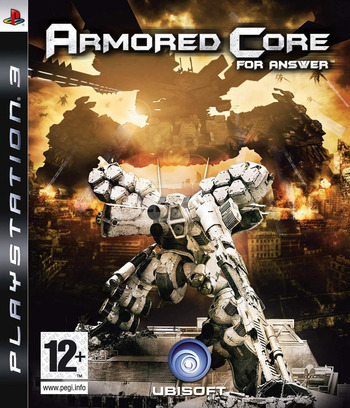 PLAYSTATION 3
ARMORED CORE
FOR ANSWER
12+
www.pegi.info
UBISOFT